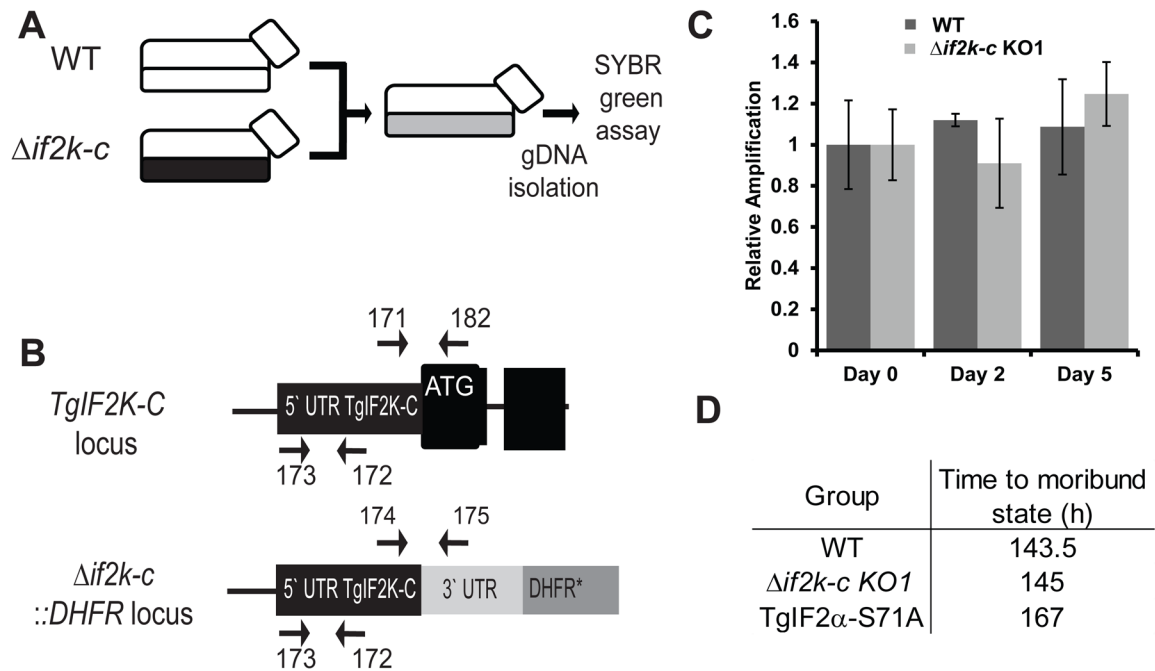 A
WT
Δif2k-c
gDNA
isolation
SYBR
green
assay
B
171
182
TgIF2K-C
locus
5` UTR TgIF2K-C
ATG
173
172
174
175
Δif2k-c
::DHFR locus
5` UTR TgIF2K-C
3` UTR
DHFR*
173
172
C
WT
Δif2k-c KO1
Relative Amplification
1.6
1.4
1.2
1
0.8
0.6
0.4
0.2
0
Day 0 Day 2 Day 5
D
Group Time to moribund
state (h)
WT 143.5
Δif2k-c KO1 145
TgIF2α-S71A 167